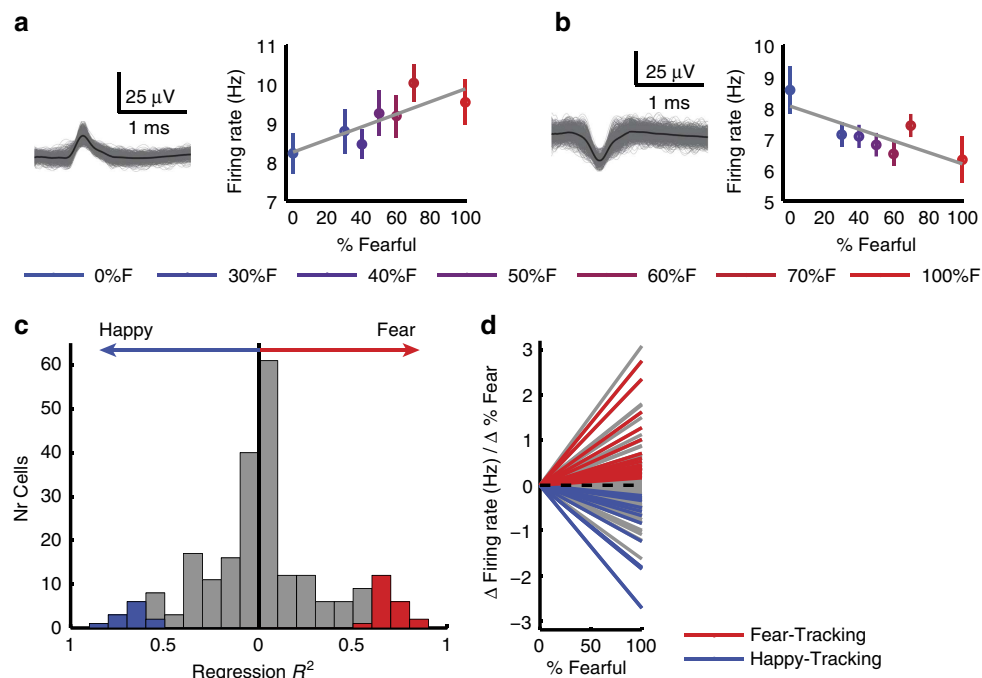 a
25 μV
1 ms
Firing rate (Hz)
11
10
9
8
7
0 20 40 60 80 100
% Fearful
b
25 μV
1 ms
Firing rate (Hz)
10
9
8
7
6
5
0 20 40 60 80 100
% Fearful
0%F 30%F 40%F 50%F 60%F 70%F 100%F
c
Happy Fear
Nr Cells
60
50
40
30
20
10
0
1 0.5 0 0.5 1
Regression R²
d
Δ Firing rate (Hz) / Δ % Fear
3
2
1
0
−1
−2
−3
0 50 100
% Fearful
Fear-Tracking
Happy-Tracking